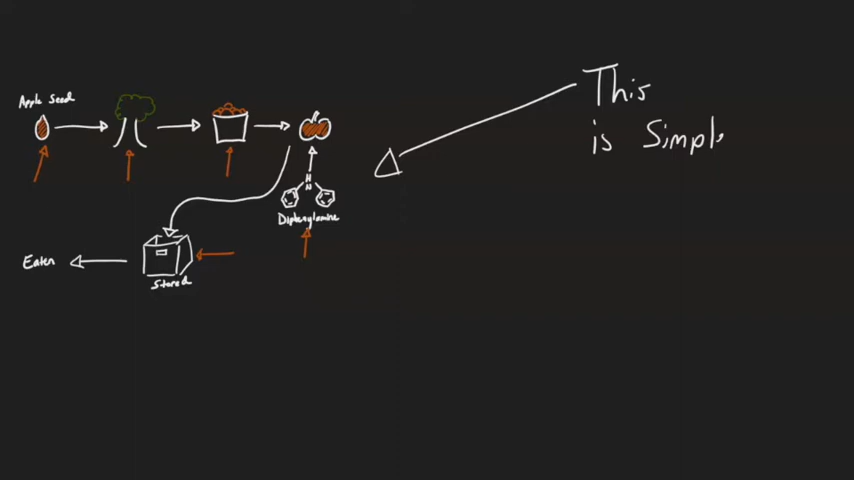 Apple Seed
This
is Simple
H
N
Diphenylamine
Stored
Eaten